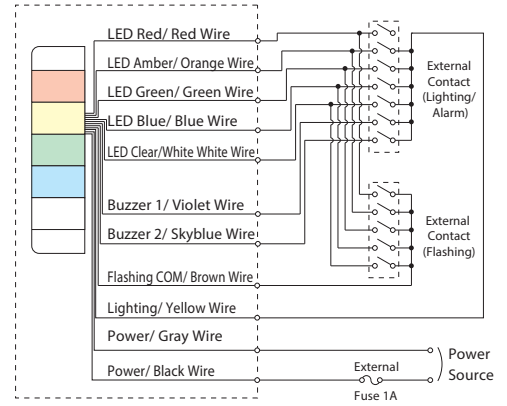 LED Red/ Red Wire
LED Amber/ Orange Wire
LED Green/ Green Wire
LED Blue/ Blue Wire
LED Clear/White White Wire
Buzzer 1/ Violet Wire
Buzzer 2/ Skyblue Wire
Flashing COM/ Brown Wire
Lighting/ Yellow Wire
Power/ Gray Wire
Power/ Black Wire
External
Contact
(Lighting/
Alarm)
External
Contact
(Flashing)
Power
Source
External
Fuse 1A